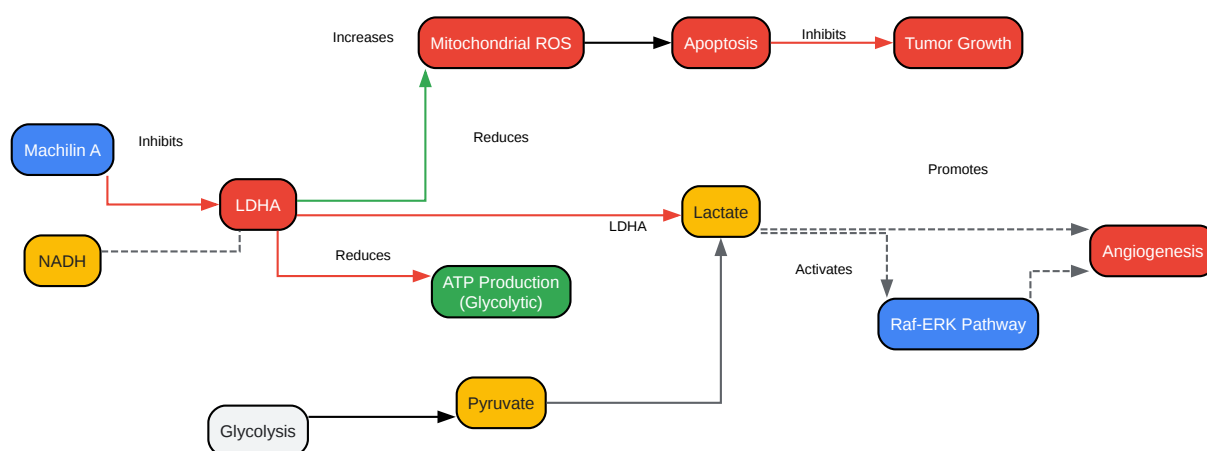 Increases
Mitochondrial ROS
Apoptosis
Inhibits
Tumor Growth
Machilin A
Inhibits
Reduces
LDHA
Promotes
Lactate
LDHA
NADH
Reduces
Angiogenesis
Activates
ATP Production
(Glycolytic)
Raf-ERK Pathway
Pyruvate
Glycolysis